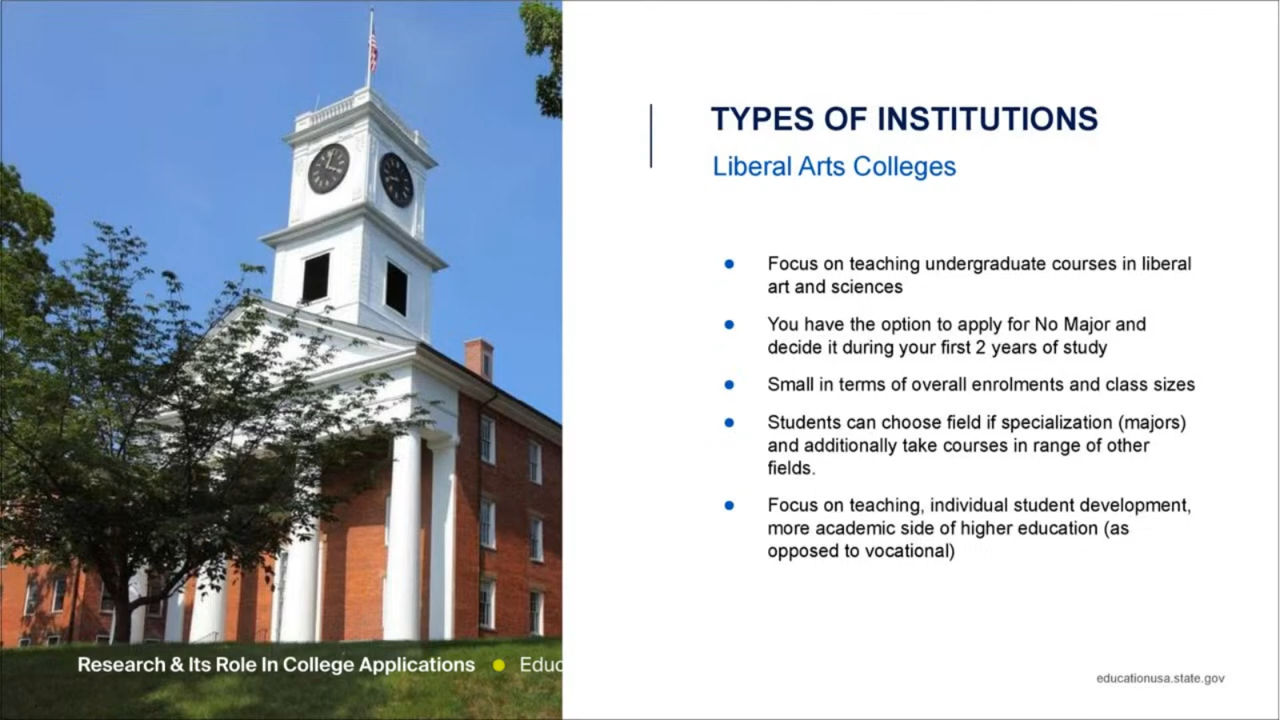 TYPES OF INSTITUTIONS
Liberal Arts Colleges
● Focus on teaching undergraduate courses in liberal
art and sciences
● You have the option to apply for No Major and
decide it during your first 2 years of study
● Small in terms of overall enrolments and class sizes
● Students can choose field if specialization (majors)
and additionally take courses in range of other
fields.
● Focus on teaching, individual student development,
more academic side of higher education (as
opposed to vocational)
Research & Its Role In College Applications ● Educ
educationusa.state.gov